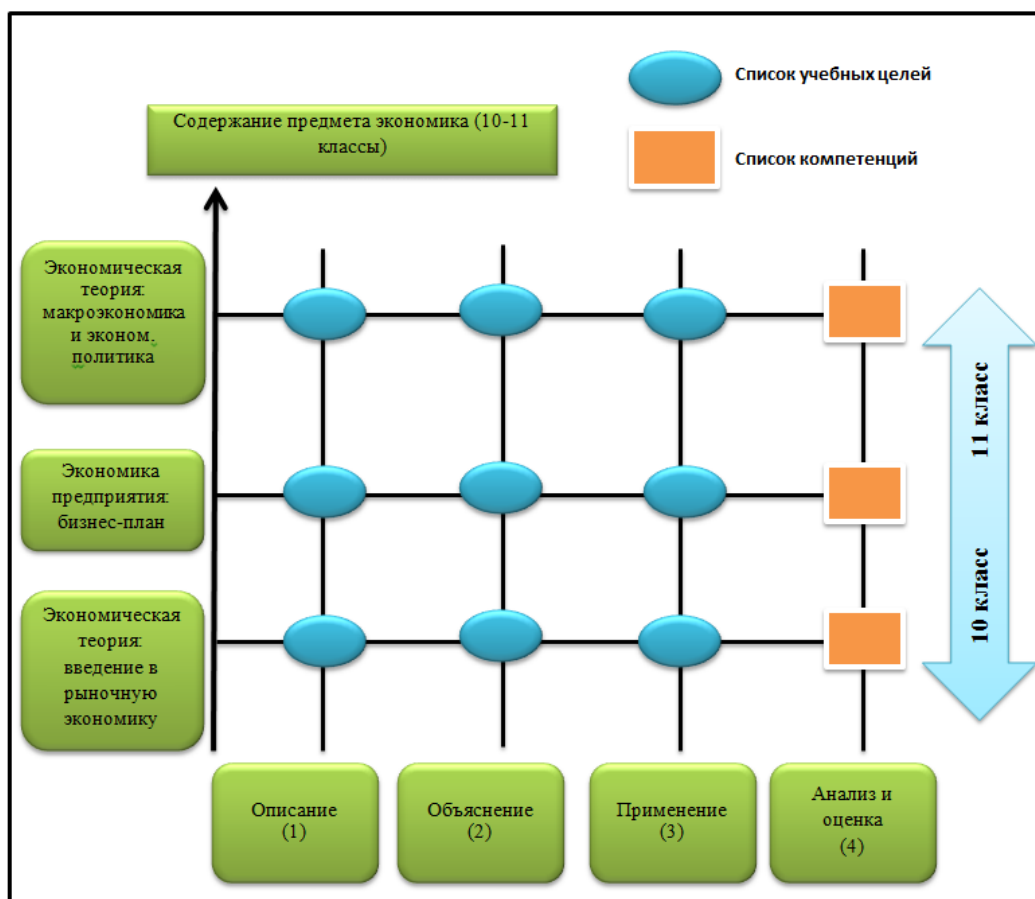 Список учебных целей
Содержание предмета экономика (10-11
классы)
Список компетенций
Экономическая
теория:
макроэкономика
и эконом.
политика
11 класс
Экономика
предприятия:
бизнес-план
10 класс
Экономическая
теория:
введение в
рыночную
экономику
Описание
(1)
Объяснение
(2)
Применение
(3)
Анализ и
оценка
(4)